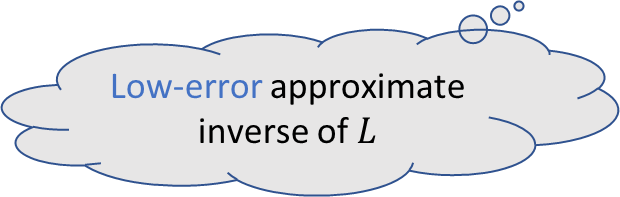 Low-error approximate
inverse of L